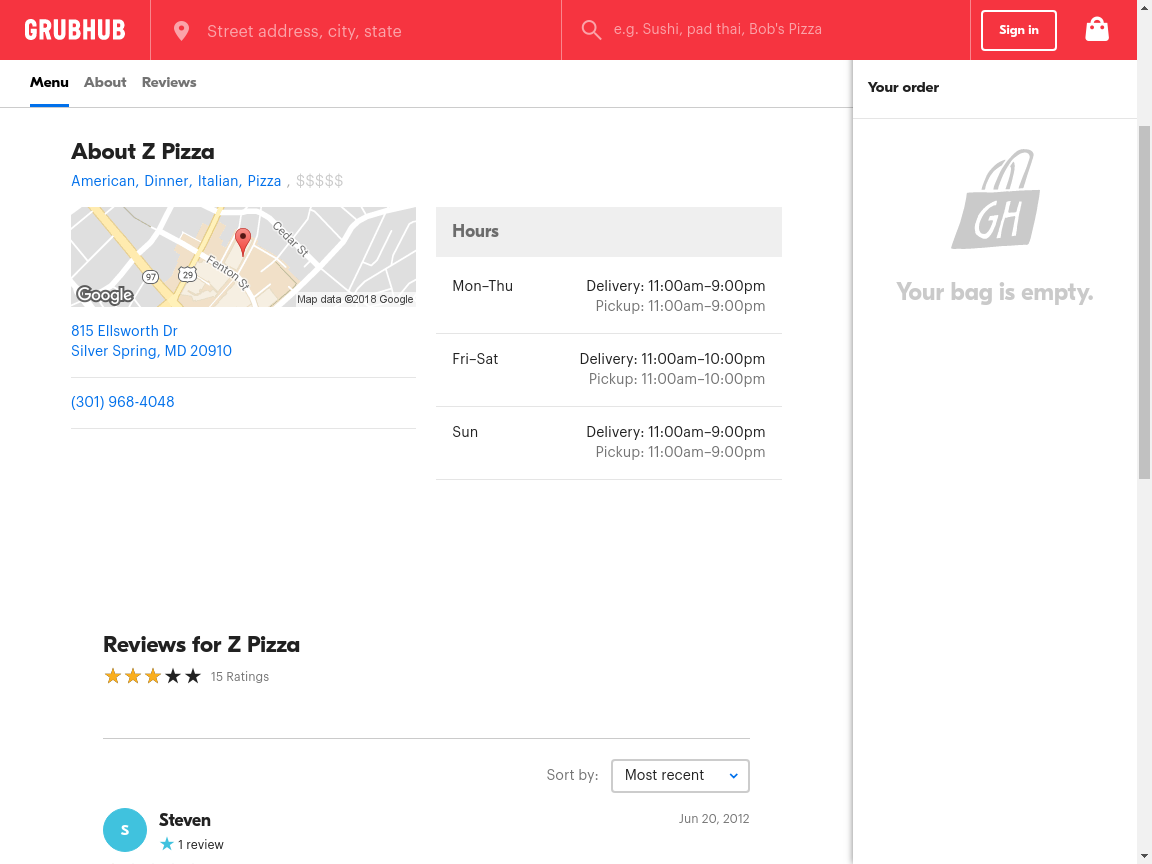 GRUBHUB
Street address, city, state
e.g. Sushi, pad thai, Bob's Pizza
Sign in
Menu About Reviews
Your order
About Z Pizza
American, Dinner, Italian, Pizza , $$$$$
Cedar St
Fenton St
97
29
Google
Map data ©2018 Google
815 Ellsworth Dr
Silver Spring, MD 20910
(301) 968-4048
Hours
Mon–Thu Delivery: 11:00am–9:00pm
Pickup: 11:00am–9:00pm
Fri–Sat Delivery: 11:00am–10:00pm
Pickup: 11:00am–10:00pm
Sun Delivery: 11:00am–9:00pm
Pickup: 11:00am–9:00pm
GH
Your bag is empty.
Reviews for Z Pizza
15 Ratings
Sort by: Most recent
S
Steven
Jun 20, 2012
1 review